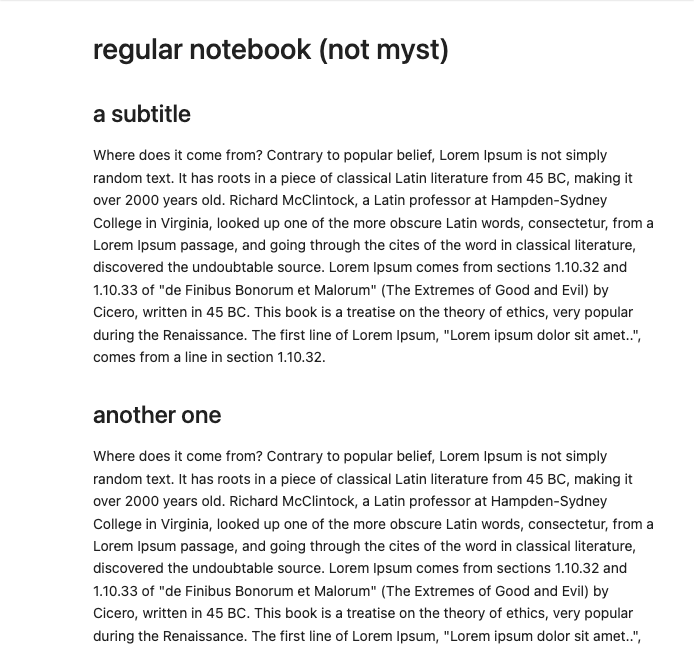 regular notebook (not myst)
a subtitle
Where does it come from? Contrary to popular belief, Lorem Ipsum is not simply
random text. It has roots in a piece of classical Latin literature from 45 BC, making it
over 2000 years old. Richard McClintock, a Latin professor at Hampden-Sydney
College in Virginia, looked up one of the more obscure Latin words, consectetur, from a
Lorem Ipsum passage, and going through the cites of the word in classical literature,
discovered the undoubtable source. Lorem Ipsum comes from sections 1.10.32 and
1.10.33 of "de Finibus Bonorum et Malorum" (The Extremes of Good and Evil) by
Cicero, written in 45 BC. This book is a treatise on the theory of ethics, very popular
during the Renaissance. The first line of Lorem Ipsum, "Lorem ipsum dolor sit amet..",
comes from a line in section 1.10.32.
another one
Where does it come from? Contrary to popular belief, Lorem Ipsum is not simply
random text. It has roots in a piece of classical Latin literature from 45 BC, making it
over 2000 years old. Richard McClintock, a Latin professor at Hampden-Sydney
College in Virginia, looked up one of the more obscure Latin words, consectetur, from a
Lorem Ipsum passage, and going through the cites of the word in classical literature,
discovered the undoubtable source. Lorem Ipsum comes from sections 1.10.32 and
1.10.33 of "de Finibus Bonorum et Malorum" (The Extremes of Good and Evil) by
Cicero, written in 45 BC. This book is a treatise on the theory of ethics, very popular
during the Renaissance. The first line of Lorem Ipsum, "Lorem ipsum dolor sit amet..",